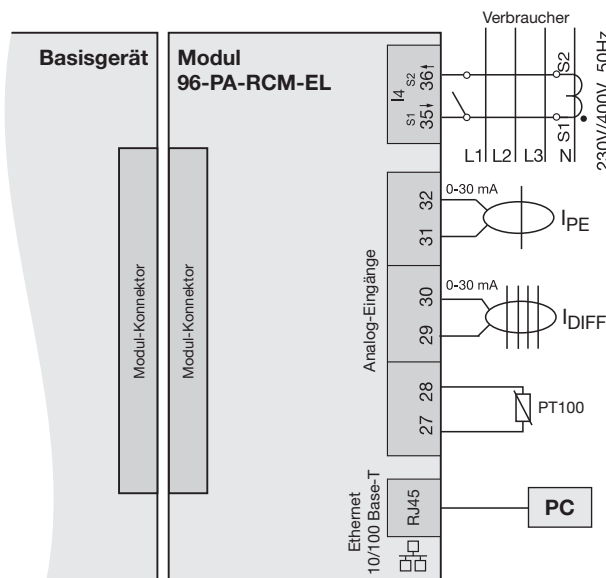 Verbraucher
Basisgerät
Modul
96-PA-RCM-EL
I4
S2
36
S1
35
S2
S1
230V/400V, 50Hz
L1 L2 L3 N
Modul-Konnektor
Modul-Konnektor
Analog-Eingänge
32
31
0-30 mA
IPE
30
29
0-30 mA
IDIFF
28
27
PT100
Ethernet
10/100 Base-T
RJ45
PC